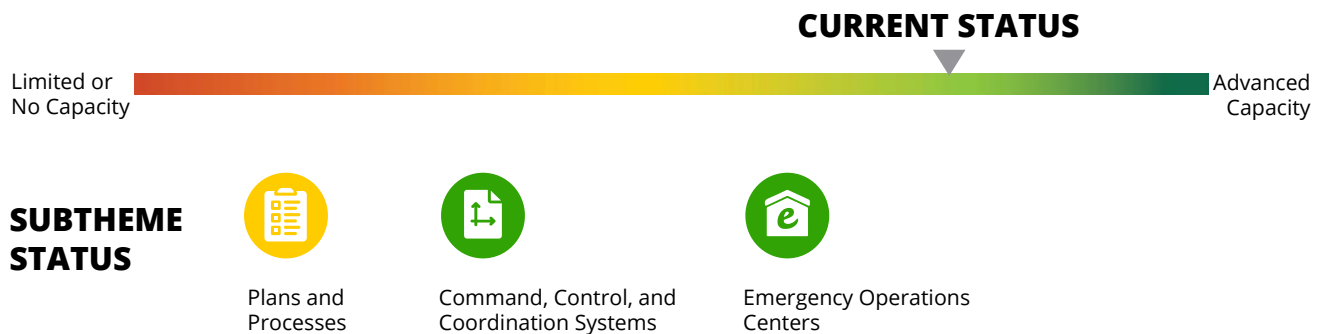 CURRENT STATUS
Limited or
No Capacity
Advanced
Capacity
SUBTHEME
STATUS
e
Plans and
Processes
Command, Control, and
Coordination Systems
Emergency Operations
Centers